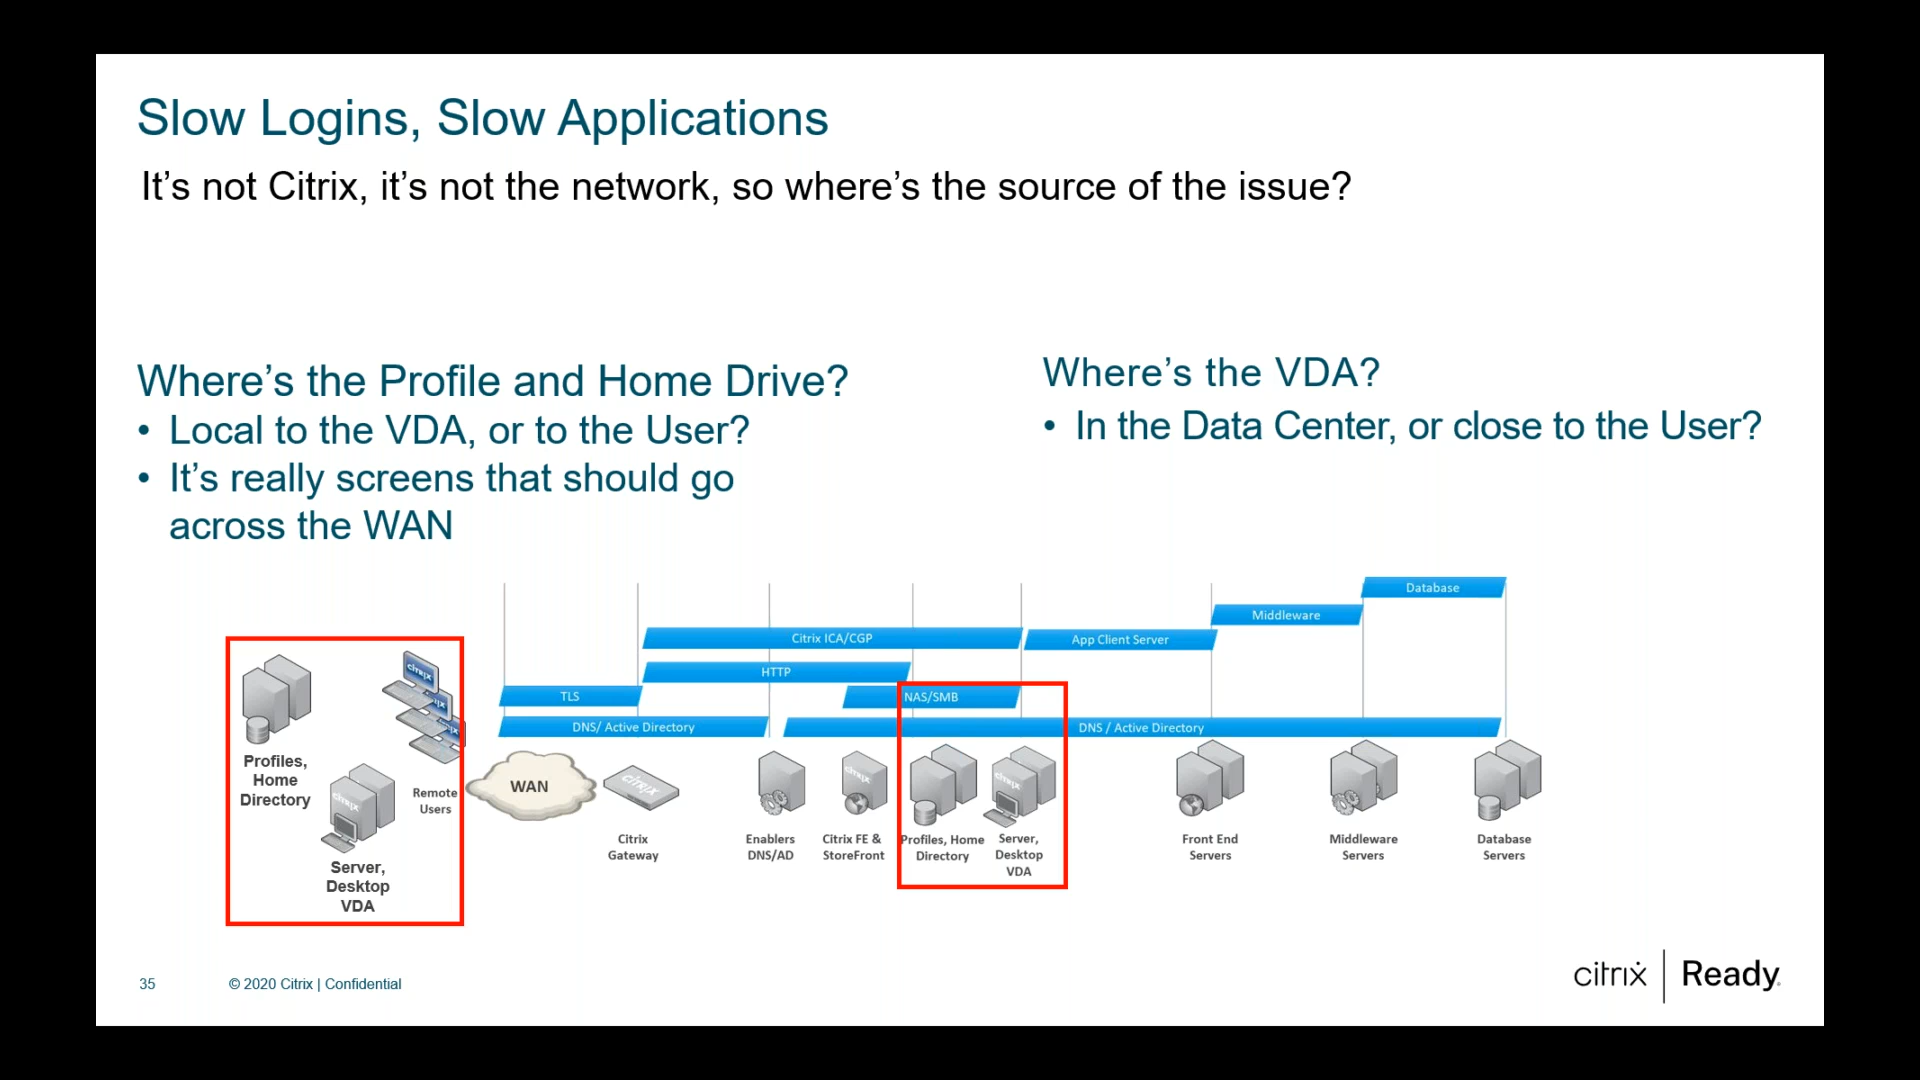 Slow Logins, Slow Applications
It’s not Citrix, it’s not the network, so where’s the source of the issue?
Where’s the Profile and Home Drive?
• Local to the VDA, or to the User?
• It’s really screens that should go
across the WAN
Where’s the VDA?
• In the Data Center, or close to the User?
Database
Middleware
Citrix ICA/CGP
App Client Server
HTTP
TLS
NAS/SMB
DNS/ Active Directory
DNS / Active Directory
Profiles,
Home
Directory
Remote
Users
Server,
Desktop
VDA
WAN
Citrix
Gateway
Enablers
DNS/AD
Citrix FE &
StoreFront
Profiles, Home
Directory
Server,
Desktop
VDA
Front End
Servers
Middleware
Servers
Database
Servers
35
© 2020 Citrix | Confidential
citrix | Ready